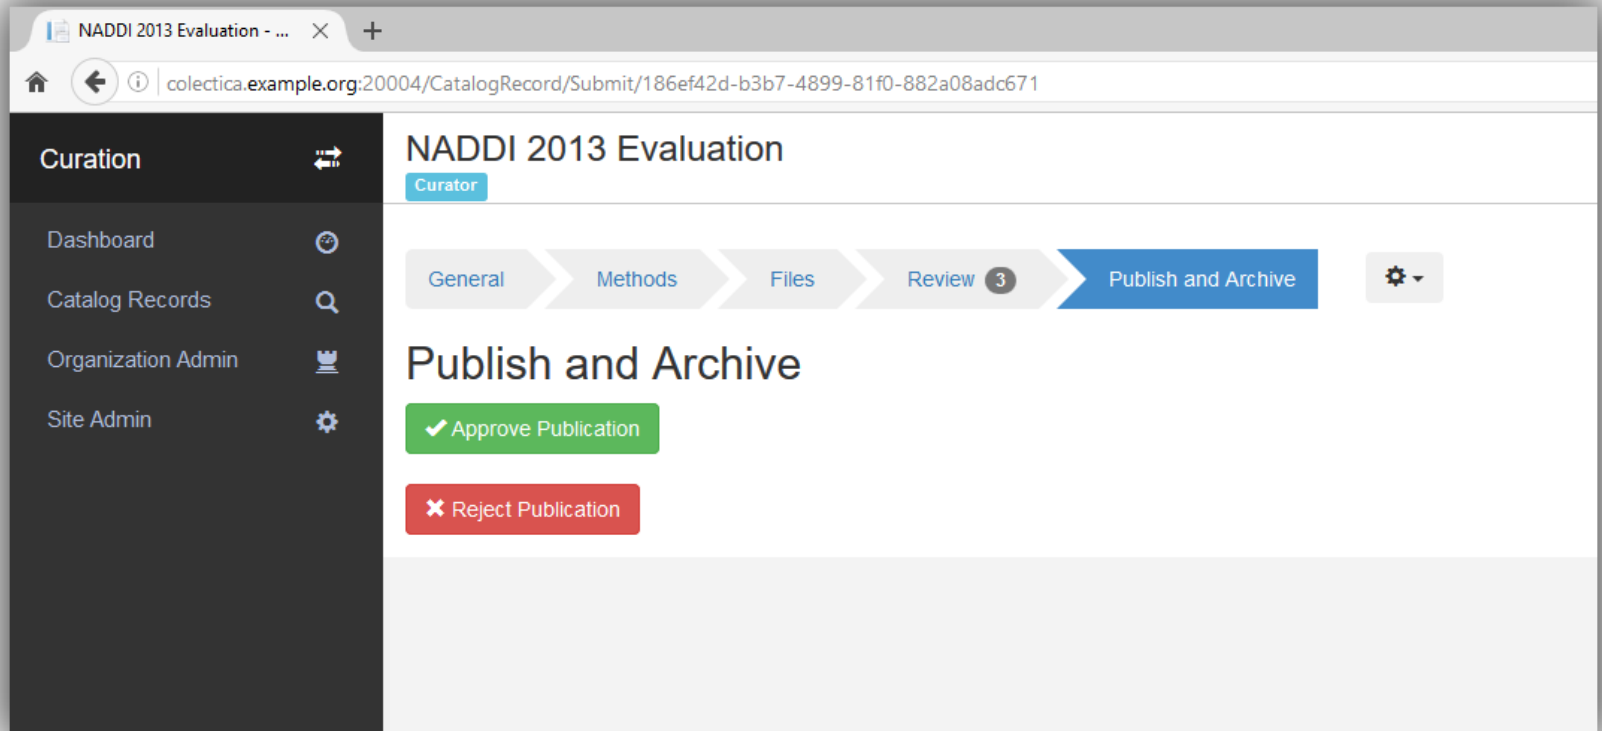 NADDI 2013 Evaluation - ...
colectica.example.org:20004/CatalogRecord/Submit/186ef42d-b3b7-4899-81f0-882a08adc671
Curation
NADDI 2013 Evaluation
Curator
Dashboard
Catalog Records
Organization Admin
Site Admin
General
Methods
Files
Review 3
Publish and Archive
Publish and Archive
Approve Publication
Reject Publication